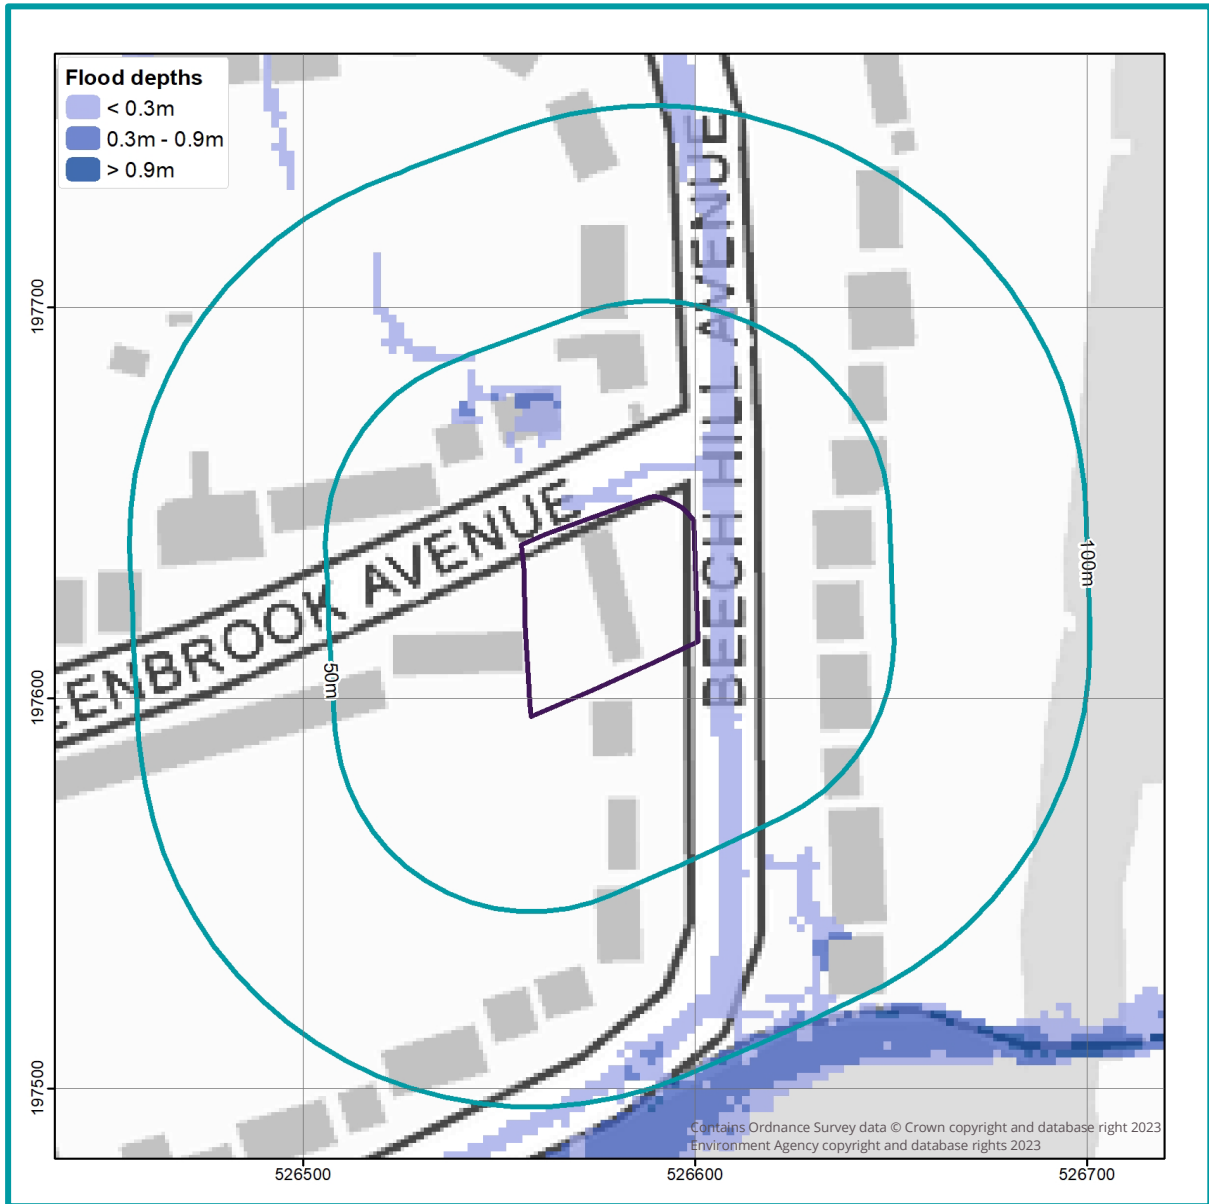 Flood depths
< 0.3m
0.3m - 0.9m
> 0.9m
BEECH HILL AVENUE
EENBROOK AVENUE
50m
100m
197700
197600
197500
526500
526600
526700
Contains Ordnance Survey data © Crown copyright and database right 2023
Environment Agency copyright and database rights 2023